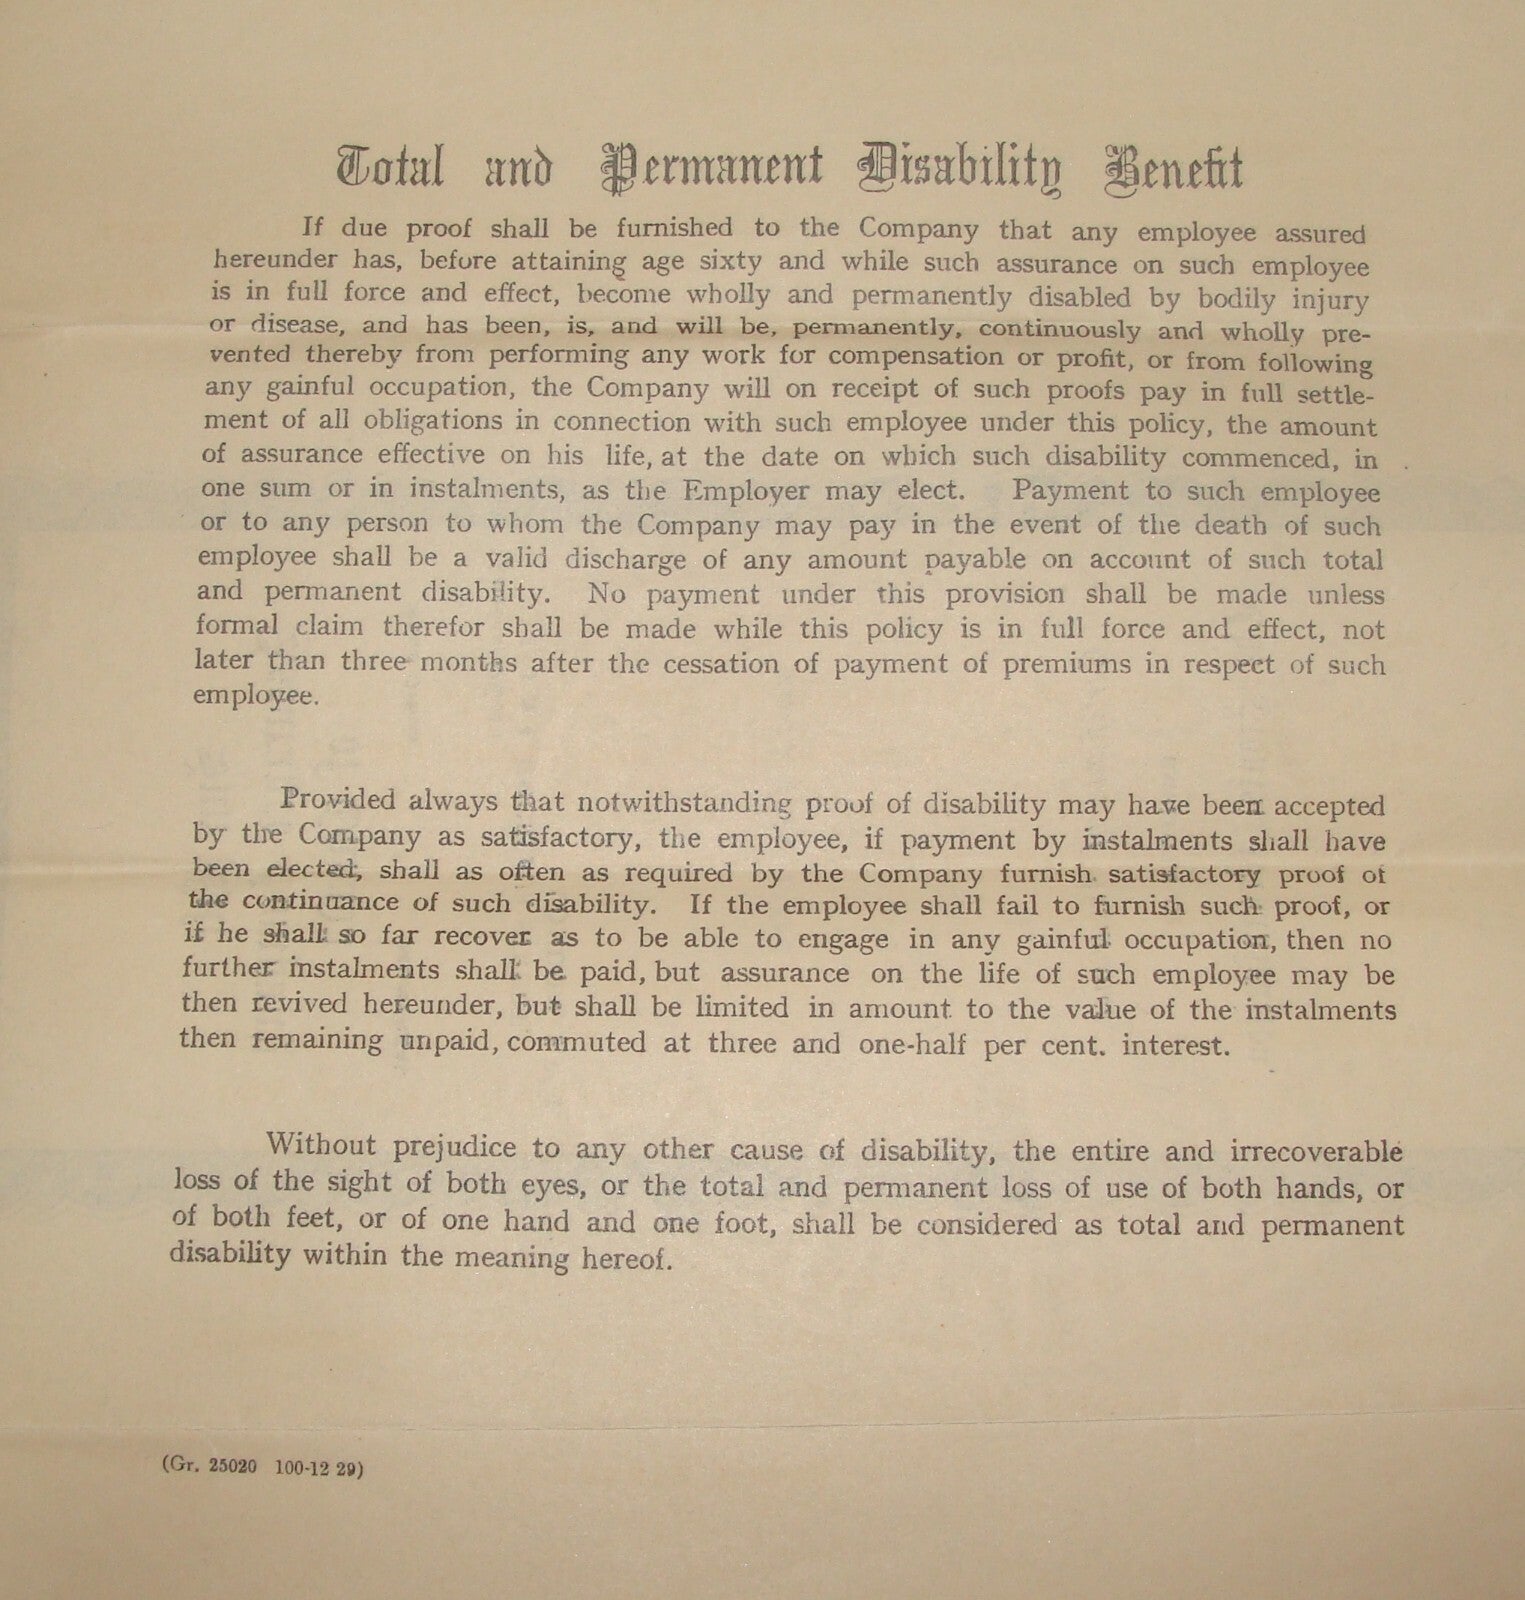 Total and Permanent Disability Benefit
If due proof shall be furnished to the Company that any employee assured
hereunder has, before attaining age sixty and while such assurance on such employee
is in full force and effect, become wholly and permanently disabled by bodily injury
or disease, and has been, is, and will be, permanently, continuously and wholly pre-
vented thereby from performing any work for compensation or profit, or from following
any gainful occupation, the Company will on receipt of such proofs pay in full settle-
ment of all obligations in connection with such employee under this policy, the amount
of assurance effective on his life, at the date on which such disability commenced, in
one sum or in instalments, as the Employer may elect. Payment to such employee
or to any person to whom the Company may pay in the event of the death of such
employee shall be a valid discharge of any amount payable on account of such total
and permanent disability. No payment under this provision shall be made unless
formal claim therefor shall be made while this policy is in full force and effect, not
later than three months after the cessation of payment of premiums in respect of such
employee.
Provided always that notwithstanding proof of disability may have been accepted
by the Company as satisfactory, the employee, if payment by instalments shall have
been elected, shall as often as required by the Company furnish satisfactory proof of
the continuance of such disability. If the employee shall fail to furnish such proof, or
if he shall so far recover as to be able to engage in any gainful occupation, then no
further instalments shall be paid, but assurance on the life of such employee may be
then revived hereunder, but shall be limited in amount to the value of the instalments
then remaining unpaid, commuted at three and one-half per cent. interest.
Without prejudice to any other cause of disability, the entire and irrecoverable
loss of the sight of both eyes, or the total and permanent loss of use of both hands, or
of both feet, or of one hand and one foot, shall be considered as total and permanent
disability within the meaning hereof.
(Gr. 25020 100-12 29)